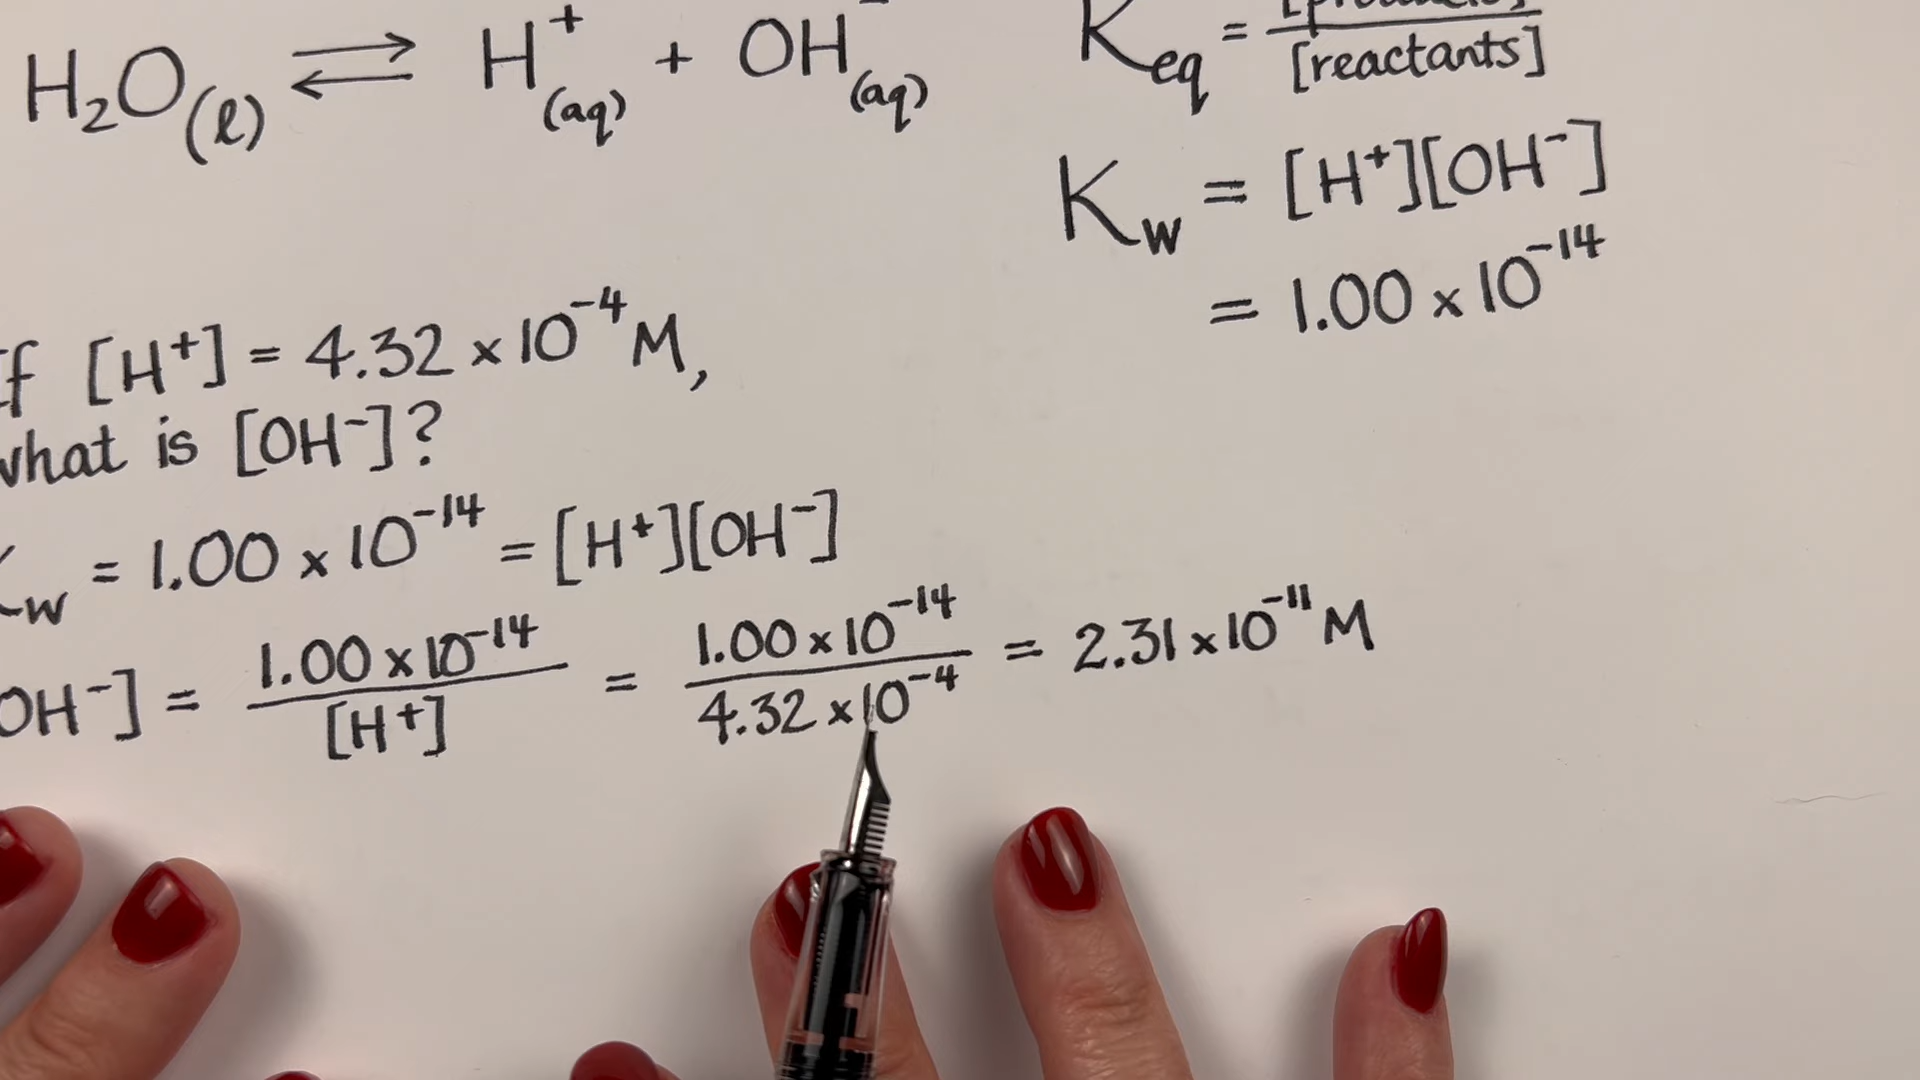 H₂O(l) ⇌ H⁺(aq) + OH⁻(aq)
Keq = [products]/[reactants]
Kw = [H⁺][OH⁻]
= 1.00 × 10⁻¹⁴
If [H⁺] = 4.32 × 10⁻⁴ M,
what is [OH⁻]?
Kw = 1.00 × 10⁻¹⁴ = [H⁺][OH⁻]
OH⁻] = 1.00 × 10⁻¹⁴/[H⁺] = 1.00 × 10⁻¹⁴/4.32 × 10⁻⁴ = 2.31 × 10⁻¹¹ M